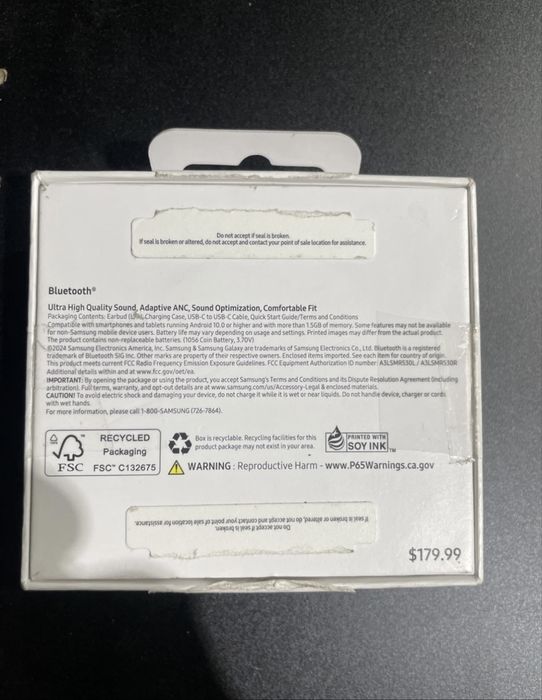 Do not accept if seal is broken.
If seal is broken or altered, do not accept and contact your point of sale location for assistance.
Bluetooth®
Ultra High Quality Sound, Adaptive ANC, Sound Optimization, Comfortable Fit
Packaging Contents: Earbud (L/R), Charging Case, USB-C to USB-C Cable, Quick Start Guide/Terms and Conditions
Compatible with smartphones and tablets running Android 10.0 or higher and with more than 1.5GB of memory. Some features may not be available
for non-Samsung mobile device users. Battery life may vary depending on usage and settings. Printed images may differ from the actual product.
The product contains non-replaceable batteries. (1056 Coin Battery, 3.70V)
©2024 Samsung Electronics America, Inc. Samsung & Samsung Galaxy are trademarks of Samsung Electronics Co., Ltd. Bluetooth is a registered
trademark of Bluetooth SIG Inc. Other marks are property of their respective owners. Enclosed items imported. See each item for country of origin.
This product meets current FCC Radio Frequency Emission Exposure Guidelines. FCC Equipment Authorization ID number: A3LSMR530L / A3LSMR530R
Additional details within and at www.fcc.gov/oet/ea.
IMPORTANT: By opening the package or using the product, you accept Samsung's Terms and Conditions and its Dispute Resolution Agreement (including
arbitration). Full terms, warranty, and opt-out details are at www.samsung.com/us/Accessory-Legal & enclosed materials.
CAUTION! To avoid electric shock and damaging your device, do not charge it while it is wet or near liquids. Do not handle device, charger or cords
with wet hands.
For more information, please call 1-800-SAMSUNG (726-7864).
FSC
RECYCLED
Packaging
FSC™ C132675
Box is recyclable. Recycling facilities for this
product package may not exist in your area.
PRINTED WITH
SOY INK™
WARNING: Reproductive Harm - www.P65Warnings.ca.gov
Do not accept if seal is broken.
If seal is broken or altered, do not accept and contact your point of sale location for assistance.
$179.99